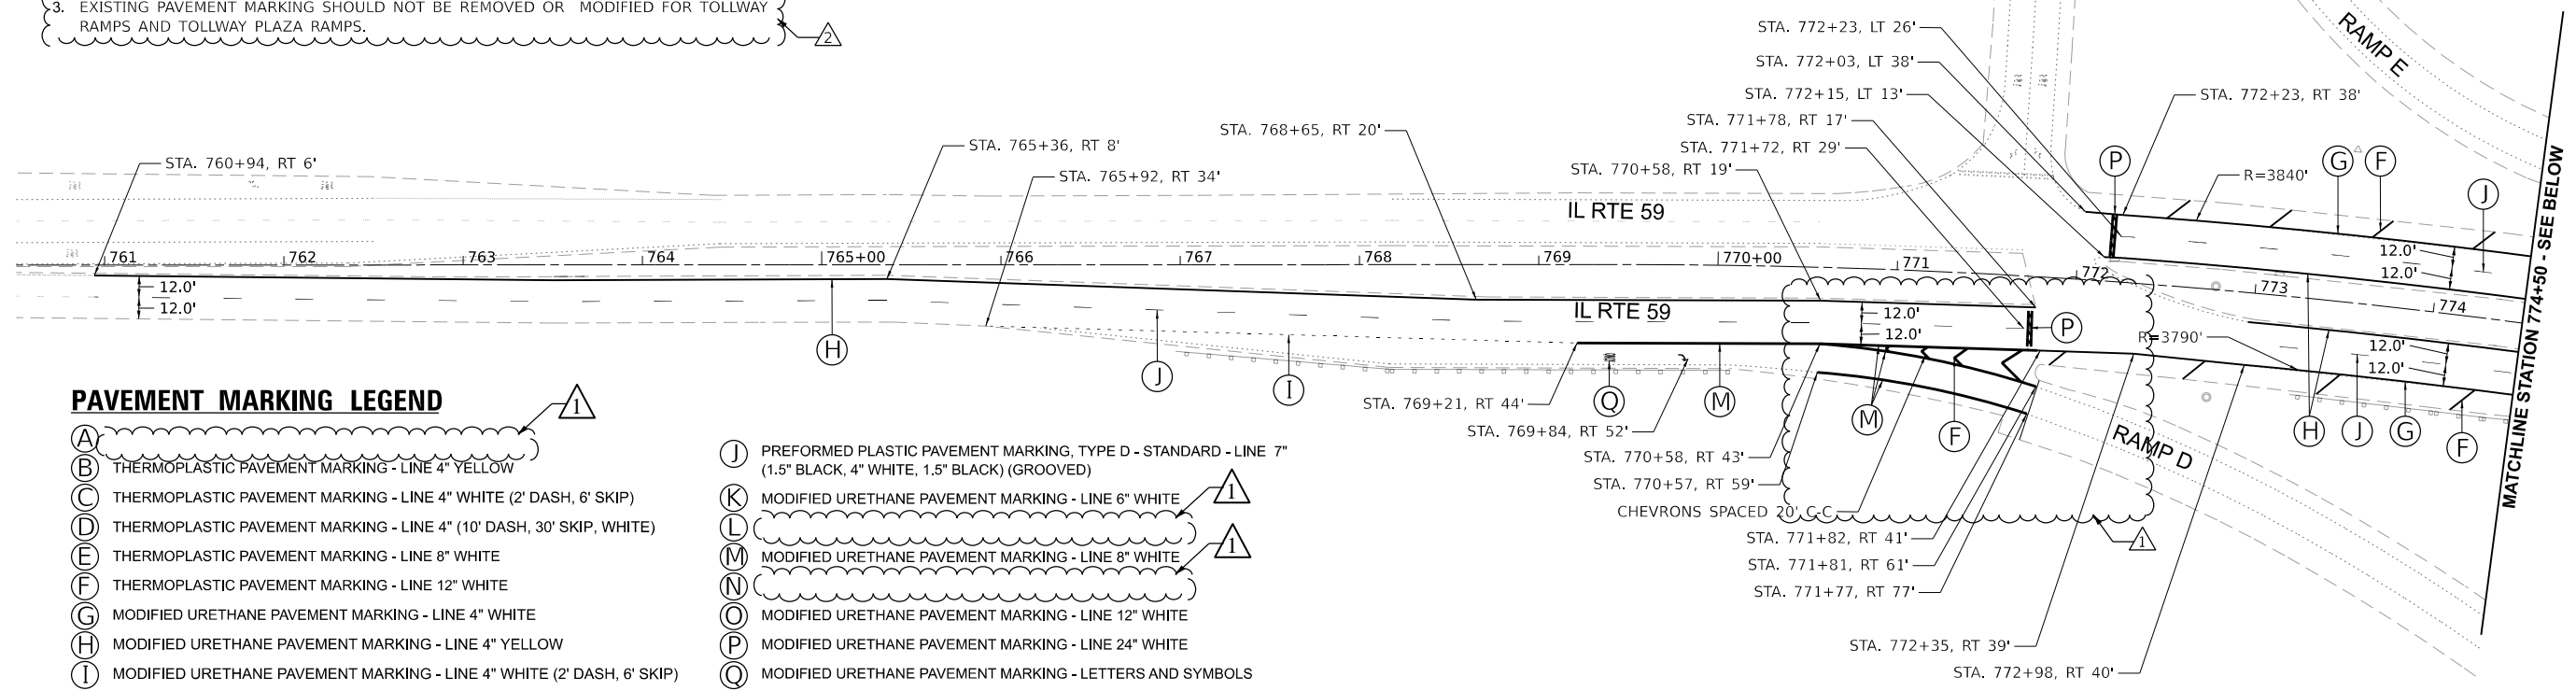 3. EXISTING PAVEMENT MARKING SHOULD NOT BE REMOVED OR MODIFIED FOR TOLLWAY
RAMPS AND TOLLWAY PLAZA RAMPS.
2
STA. 772+23, LT 26'
STA. 772+03, LT 38'
STA. 772+15, LT 13'
STA. 771+78, RT 17'
STA. 771+72, RT 29'
STA. 770+58, RT 19'
STA. 768+65, RT 20'
STA. 765+36, RT 8'
STA. 765+92, RT 34'
STA. 760+94, RT 6'
RAMP E
STA. 772+23, RT 38'
P
G
F
J
R=3840'
IL RTE 59
761
762
763
764
765+00
766
767
768
769
770+00
771
772
773
774
12.0'
12.0'
12.0'
12.0'
IL RTE 59
12.0'
12.0'
P
R=3790'
12.0'
12.0'
MATCHLINE STATION 774+50 - SEE BELOW
H
J
I
Q
M
M
F
H
J
G
F
STA. 769+21, RT 44'
STA. 769+84, RT 52'
STA. 770+58, RT 43'
STA. 770+57, RT 59'
CHEVRONS SPACED 20' C-C
STA. 771+82, RT 41'
STA. 771+81, RT 61'
STA. 771+77, RT 77'
STA. 772+35, RT 39'
STA. 772+98, RT 40'
RAMP D
1
PAVEMENT MARKING LEGEND
1
A
B THERMOPLASTIC PAVEMENT MARKING - LINE 4" YELLOW
C THERMOPLASTIC PAVEMENT MARKING - LINE 4" WHITE (2' DASH, 6' SKIP)
D THERMOPLASTIC PAVEMENT MARKING - LINE 4" (10' DASH, 30' SKIP, WHITE)
E THERMOPLASTIC PAVEMENT MARKING - LINE 8" WHITE
F THERMOPLASTIC PAVEMENT MARKING - LINE 12" WHITE
G MODIFIED URETHANE PAVEMENT MARKING - LINE 4" WHITE
H MODIFIED URETHANE PAVEMENT MARKING - LINE 4" YELLOW
I MODIFIED URETHANE PAVEMENT MARKING - LINE 4" WHITE (2' DASH, 6' SKIP)
J PREFORMED PLASTIC PAVEMENT MARKING, TYPE D - STANDARD - LINE 7"
(1.5" BLACK, 4" WHITE, 1.5" BLACK) (GROOVED)
K MODIFIED URETHANE PAVEMENT MARKING - LINE 6" WHITE
1
L
M MODIFIED URETHANE PAVEMENT MARKING - LINE 8" WHITE
1
N
O MODIFIED URETHANE PAVEMENT MARKING - LINE 12" WHITE
P MODIFIED URETHANE PAVEMENT MARKING - LINE 24" WHITE
Q MODIFIED URETHANE PAVEMENT MARKING - LETTERS AND SYMBOLS